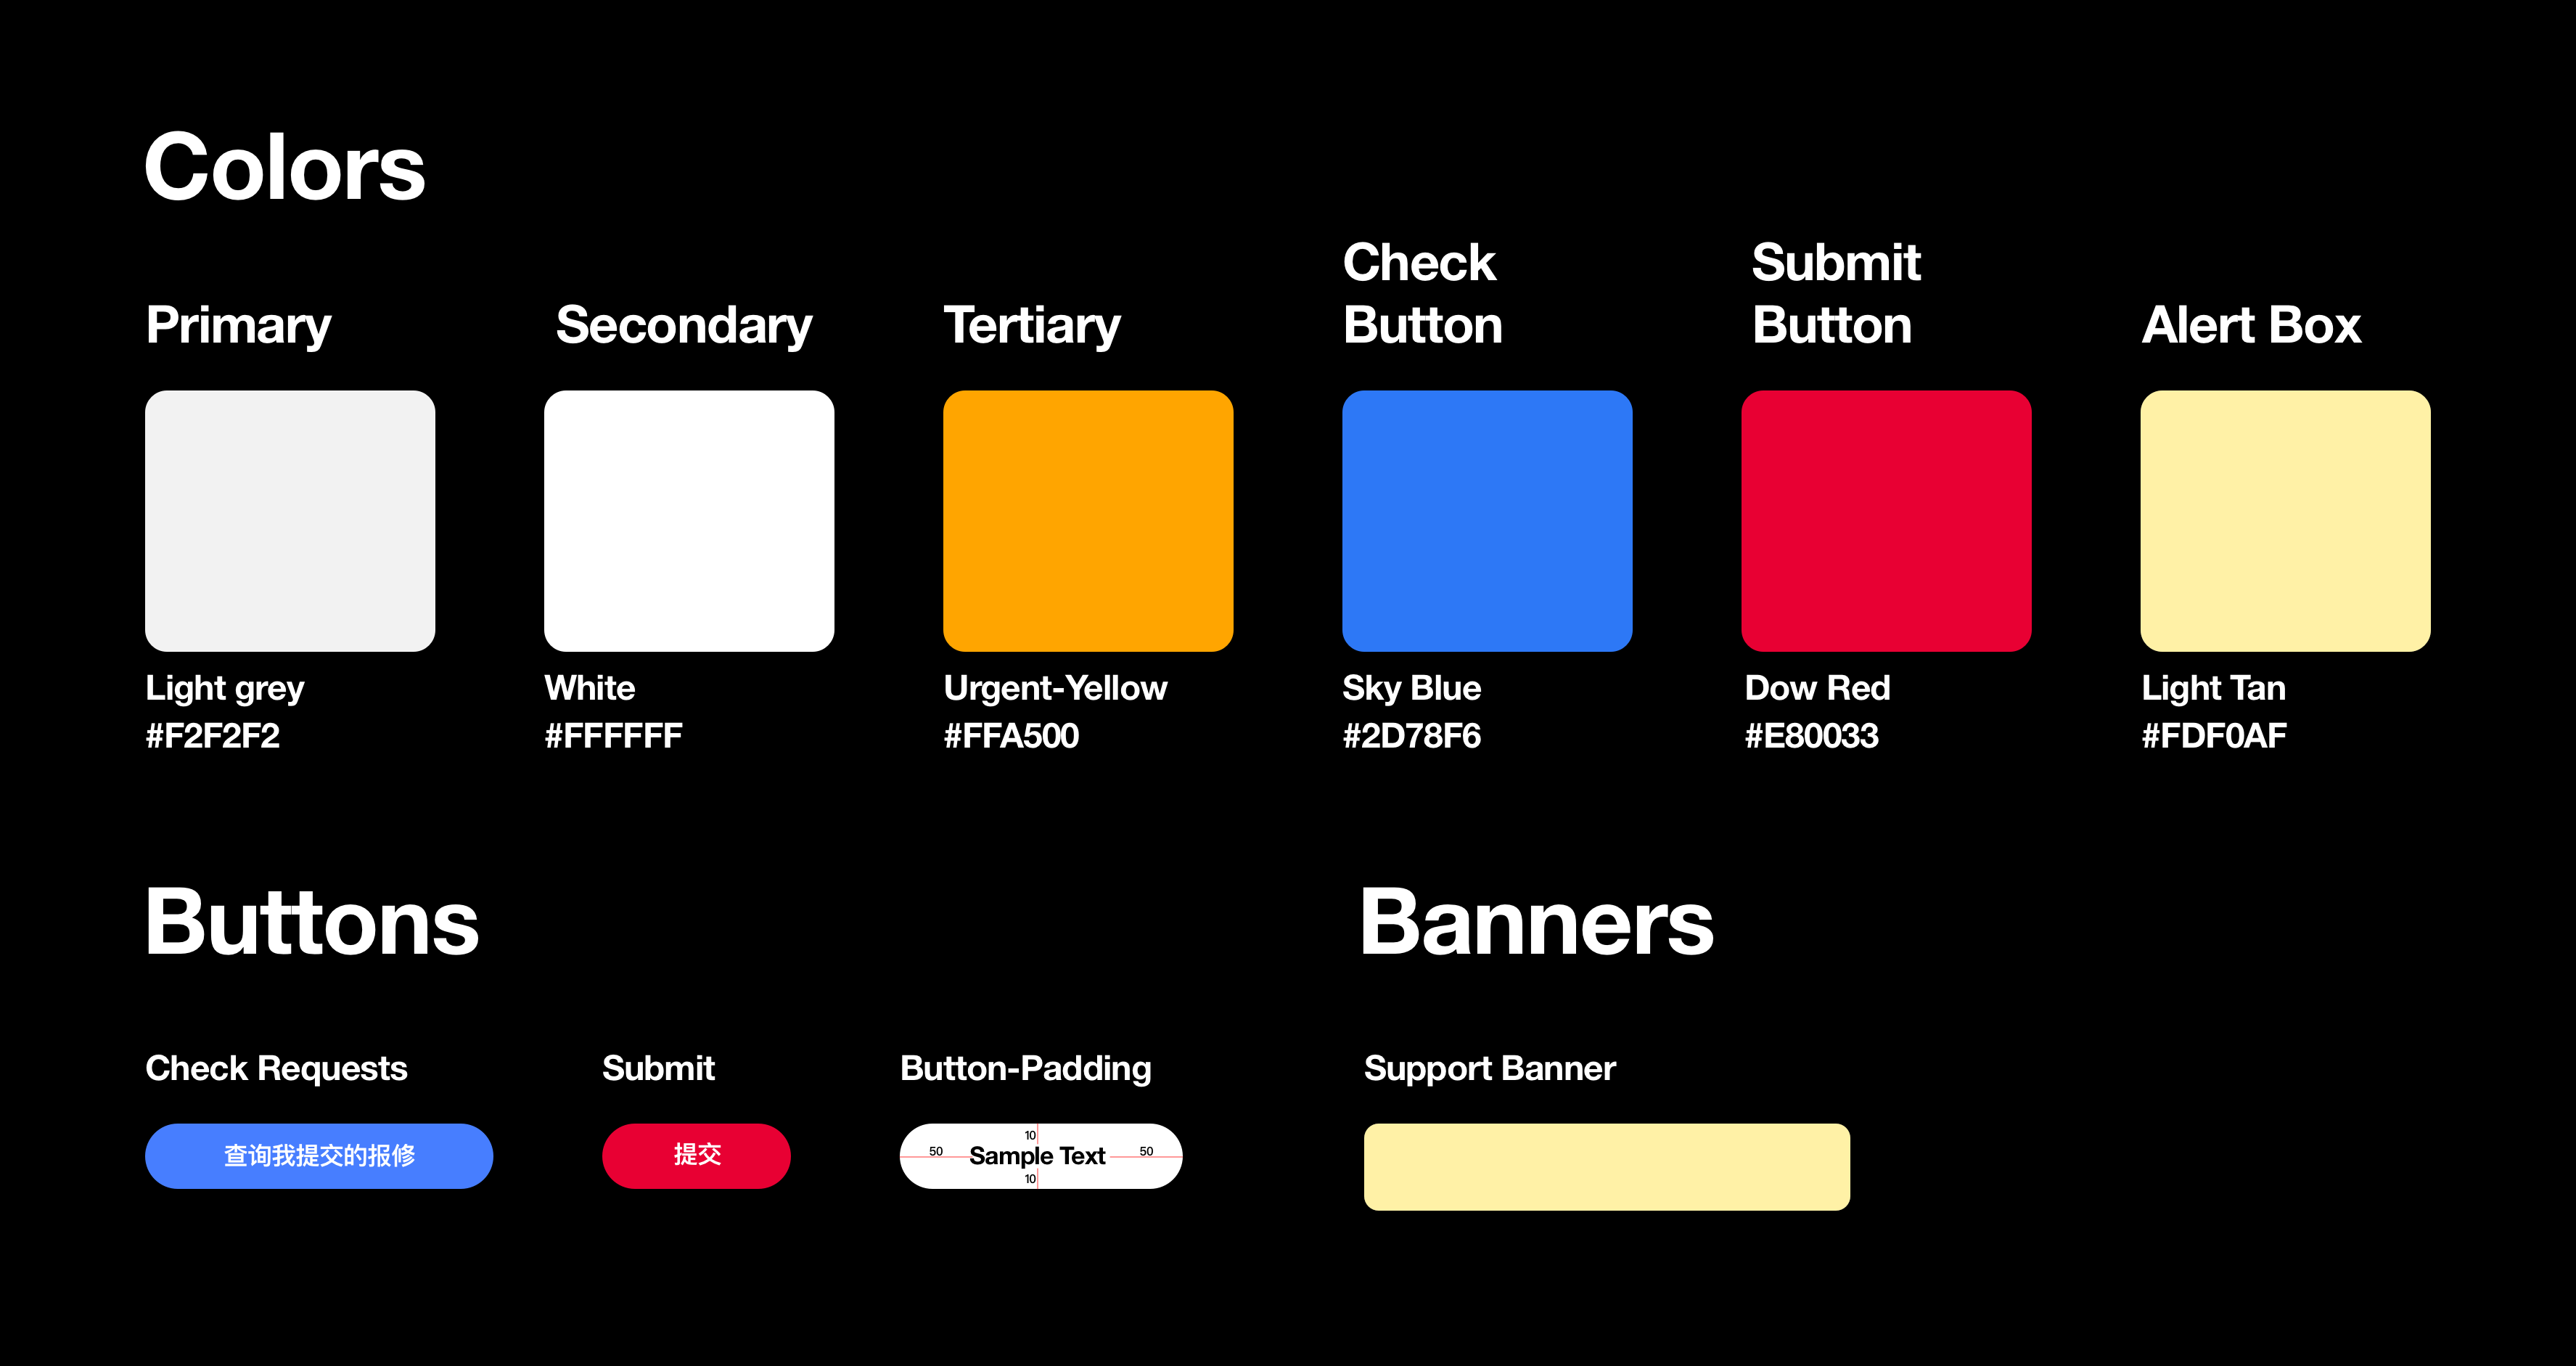 Colors
Primary
Secondary
Tertiary
Check
Button
Submit
Button
Alert Box
Light grey
#F2F2F2
White
#FFFFFF
Urgent-Yellow
#FFA500
Sky Blue
#2D78F6
Dow Red
#E80033
Light Tan
#FDF0AF
Buttons
Banners
Check Requests
Submit
Button-Padding
Support Banner
查询我提交的报修
提交
10
50
Sample Text
50
10